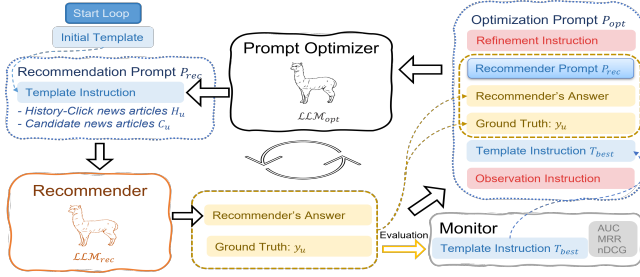 Start Loop
Initial Template
Recommendation Prompt P_rec
Template Instruction
- History-Click news articles H_u
- Candidate news articles C_u
Prompt Optimizer
LLM_opt
Optimization Prompt P_opt
Refinement Instruction
Recommender Prompt P_rec
Recommender's Answer
Ground Truth: y_u
Template Instruction T_best
Observation Instruction
Recommender
LLM_rec
Recommender's Answer
Ground Truth: y_u
Evaluation
Monitor
Template Instruction T_best
AUC
MRR
nDCG